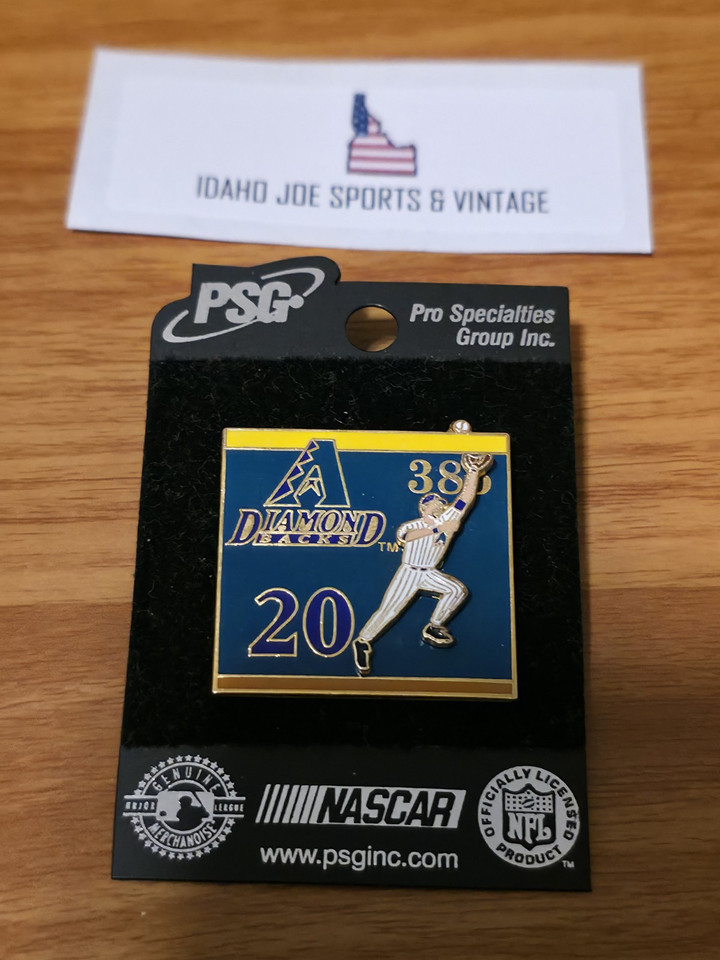 IDAHO JOE SPORTS & VINTAGE
PSG
Pro Specialties
Group Inc.
A
DIAMOND
BACKS
TM
20
GENUINE
MAJOR LEAGUE
MERCHANDISE
NASCAR
www.psginc.com
OFFICIALLY LICENSED
NFL
PRODUCT
TM